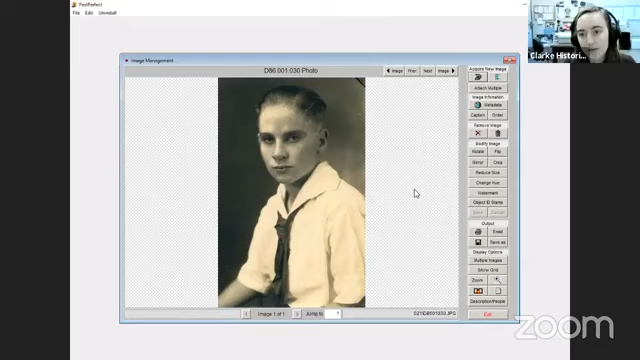 PastPerfect
File Edit Uninstall
Image Management
D86.001.030 Photo
Image Prev Next Image
Acquire New Image
Attach Multiple
Image Information
Metadata
Caption Order
Remove Image
Modify Image
Rotate Flip
Mirror Crop
Reduce Size
Change Hue
Watermark
Object ID Stamp
Output
Email
Save as
Display Options
Multiple Images
Show Grid
Zoom
Description/People
Exit
Image 1 of 1 Jump to 1
021\D8601030.JPG
Clarke Histori...
zoom